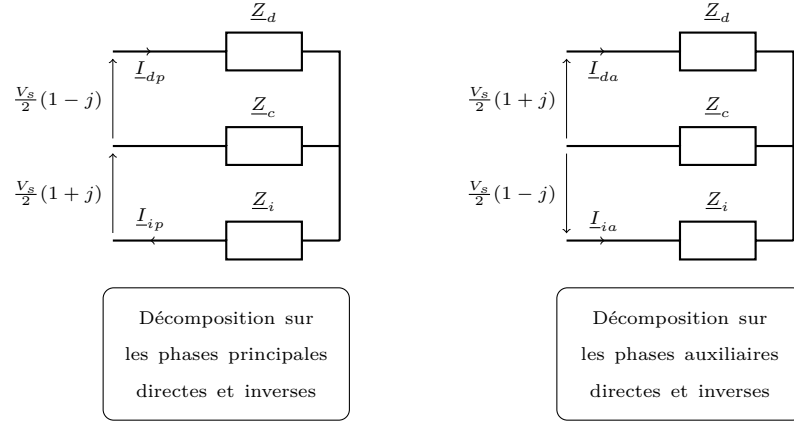 Z_d
I_dp
V_s/2 (1 − j)
Z_c
V_s/2 (1 + j)
I_ip
Z_i
Décomposition sur
les phases principales
directes et inverses
Z_d
I_da
V_s/2 (1 + j)
Z_c
V_s/2 (1 − j)
I_ia
Z_i
Décomposition sur
les phases auxiliaires
directes et inverses